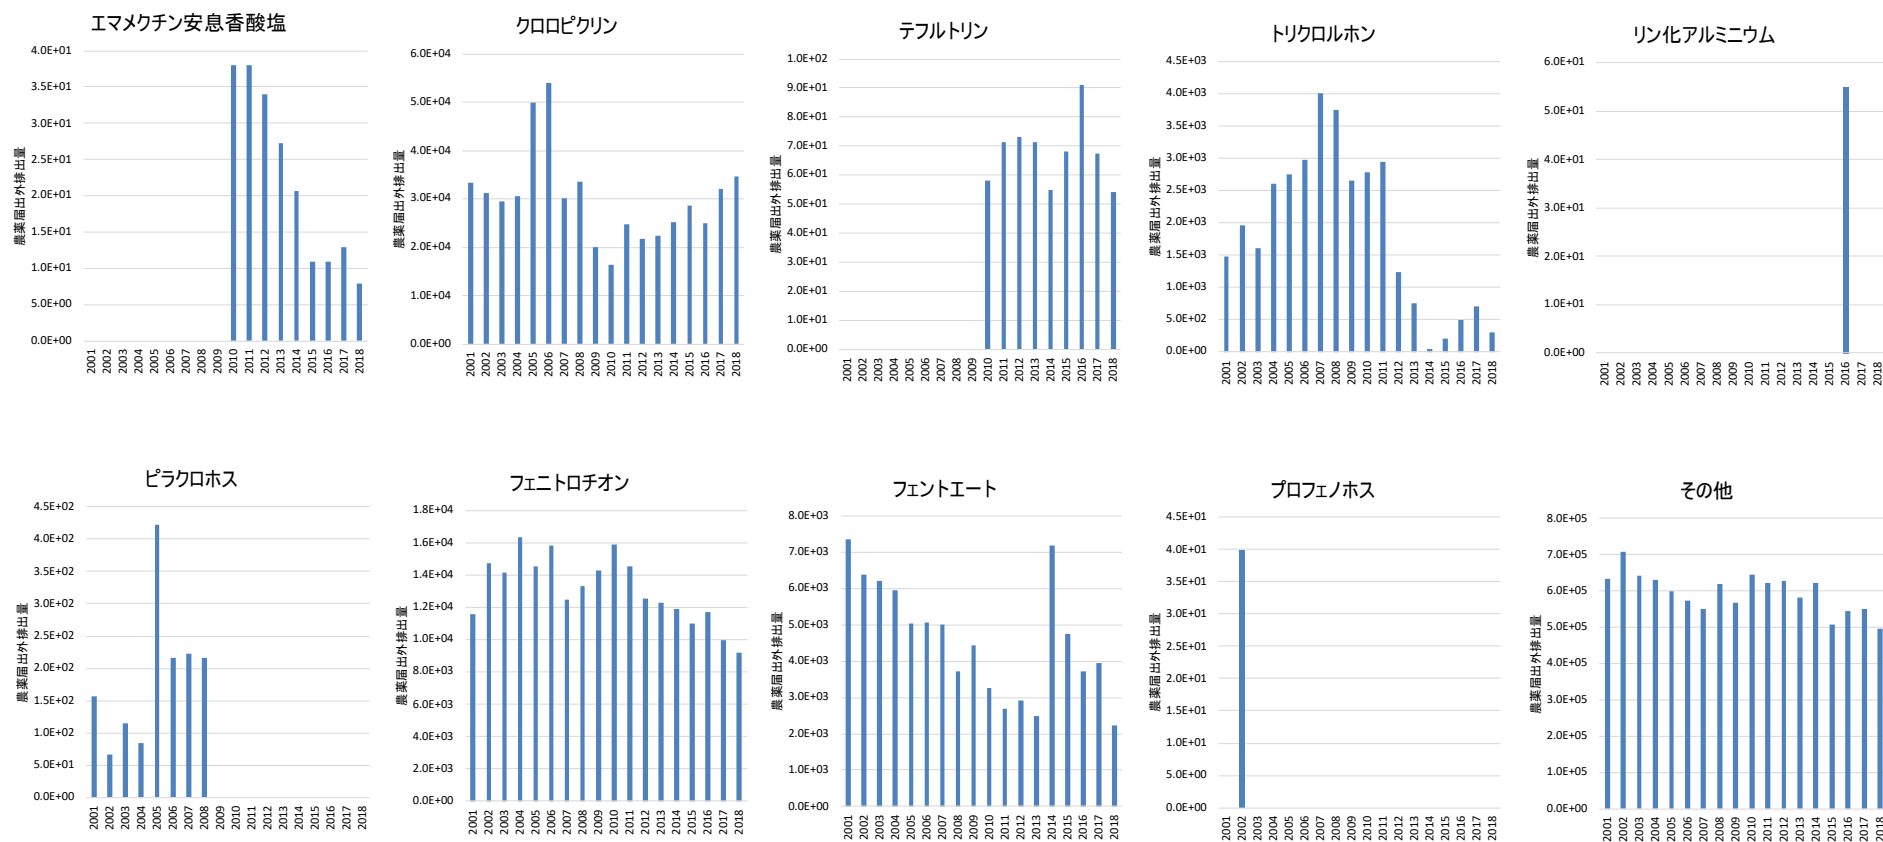 エマメクチン安息香酸塩
農薬届出外排出量
4.0E+01
3.5E+01
3.0E+01
2.5E+01
2.0E+01
1.5E+01
1.0E+01
5.0E+00
0.0E+00
2001 2002 2003 2004 2005 2006 2007 2008 2009 2010 2011 2012 2013 2014 2015 2016 2017 2018
クロロピクリン
農薬届出外排出量
6.0E+04
5.0E+04
4.0E+04
3.0E+04
2.0E+04
1.0E+04
0.0E+00
2001 2002 2003 2004 2005 2006 2007 2008 2009 2010 2011 2012 2013 2014 2015 2016 2017 2018
テフルトリン
農薬届出外排出量
1.0E+02
9.0E+01
8.0E+01
7.0E+01
6.0E+01
5.0E+01
4.0E+01
3.0E+01
2.0E+01
1.0E+01
0.0E+00
2001 2002 2003 2004 2005 2006 2007 2008 2009 2010 2011 2012 2013 2014 2015 2016 2017 2018
トリクロルホン
農薬届出外排出量
4.5E+03
4.0E+03
3.5E+03
3.0E+03
2.5E+03
2.0E+03
1.5E+03
1.0E+03
5.0E+02
0.0E+00
2001 2002 2003 2004 2005 2006 2007 2008 2009 2010 2011 2012 2013 2014 2015 2016 2017 2018
リン化アルミニウム
農薬届出外排出量
6.0E+01
5.0E+01
4.0E+01
3.0E+01
2.0E+01
1.0E+01
0.0E+00
2001 2002 2003 2004 2005 2006 2007 2008 2009 2010 2011 2012 2013 2014 2015 2016 2017 2018
ピラクロホス
農薬届出外排出量
4.5E+02
4.0E+02
3.5E+02
3.0E+02
2.5E+02
2.0E+02
1.5E+02
1.0E+02
5.0E+01
0.0E+00
2001 2002 2003 2004 2005 2006 2007 2008 2009 2010 2011 2012 2013 2014 2015 2016 2017 2018
フェニトロチオン
農薬届出外排出量
1.8E+04
1.6E+04
1.4E+04
1.2E+04
1.0E+04
8.0E+03
6.0E+03
4.0E+03
2.0E+03
0.0E+00
2001 2002 2003 2004 2005 2006 2007 2008 2009 2010 2011 2012 2013 2014 2015 2016 2017 2018
フェントエート
農薬届出外排出量
8.0E+03
7.0E+03
6.0E+03
5.0E+03
4.0E+03
3.0E+03
2.0E+03
1.0E+03
0.0E+00
2001 2002 2003 2004 2005 2006 2007 2008 2009 2010 2011 2012 2013 2014 2015 2016 2017 2018
プロフェノホス
農薬届出外排出量
4.5E+01
4.0E+01
3.5E+01
3.0E+01
2.5E+01
2.0E+01
1.5E+01
1.0E+01
5.0E+00
0.0E+00
2001 2002 2003 2004 2005 2006 2007 2008 2009 2010 2011 2012 2013 2014 2015 2016 2017 2018
その他
農薬届出外排出量
8.0E+05
7.0E+05
6.0E+05
5.0E+05
4.0E+05
3.0E+05
2.0E+05
1.0E+05
0.0E+00
2001 2002 2003 2004 2005 2006 2007 2008 2009 2010 2011 2012 2013 2014 2015 2016 2017 2018